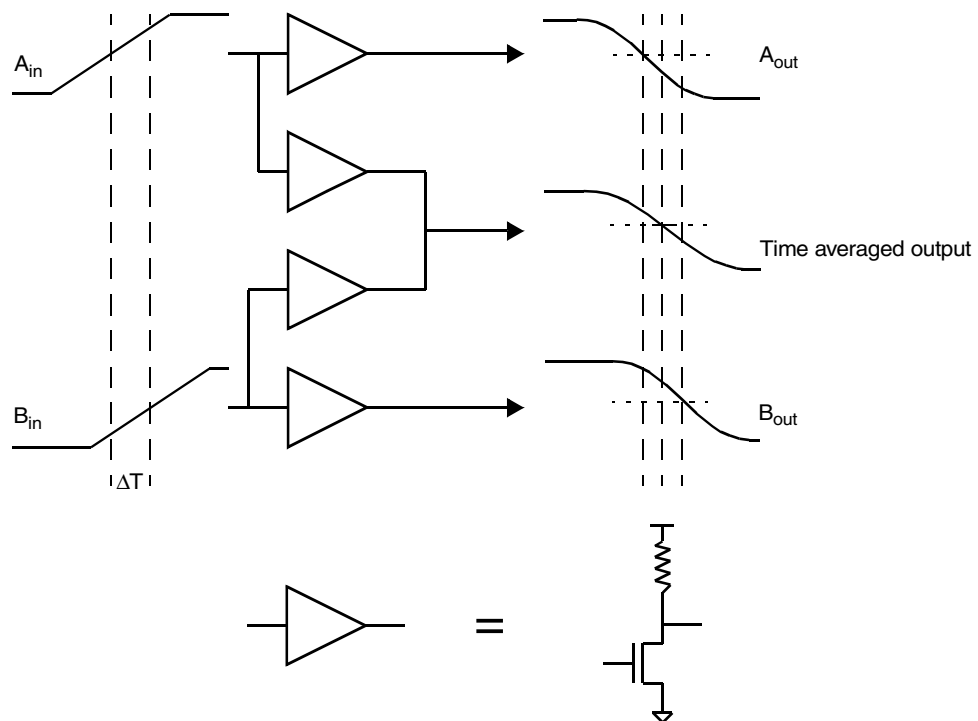 A_in
A_out
Time averaged output
B_in
B_out
ΔT
=